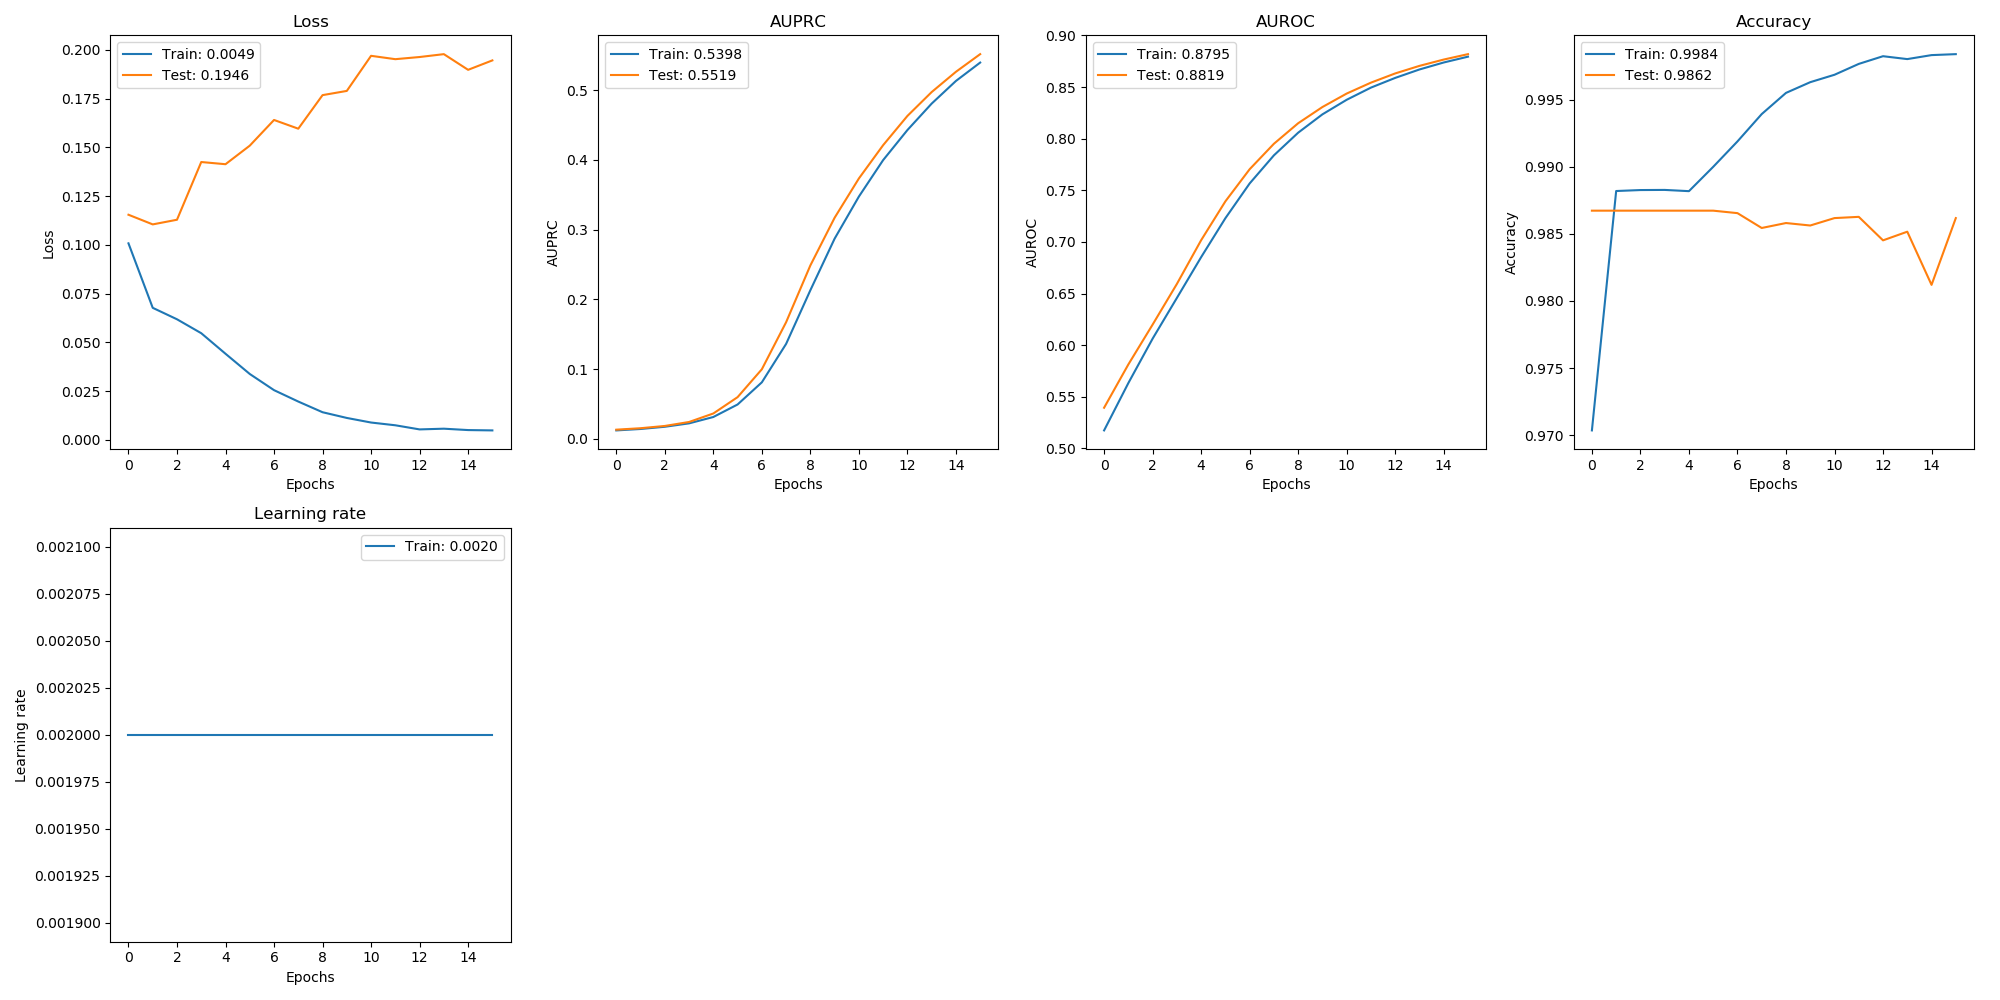 Loss
Train: 0.0049
Test: 0.1946
0.200
0.175
0.150
0.125
0.100
0.075
0.050
0.025
0.000
Loss
0 2 4 6 8 10 12 14
Epochs
AUPRC
Train: 0.5398
Test: 0.5519
0.5
0.4
0.3
0.2
0.1
0.0
AUPRC
0 2 4 6 8 10 12 14
Epochs
AUROC
Train: 0.8795
Test: 0.8819
0.90
0.85
0.80
0.75
0.70
0.65
0.60
0.55
0.50
AUROC
0 2 4 6 8 10 12 14
Epochs
Accuracy
Train: 0.9984
Test: 0.9862
0.995
0.990
0.985
0.980
0.975
0.970
Accuracy
0 2 4 6 8 10 12 14
Epochs
Learning rate
Train: 0.0020
0.002100
0.002075
0.002050
0.002025
0.002000
0.001975
0.001950
0.001925
0.001900
Learning rate
0 2 4 6 8 10 12 14
Epochs